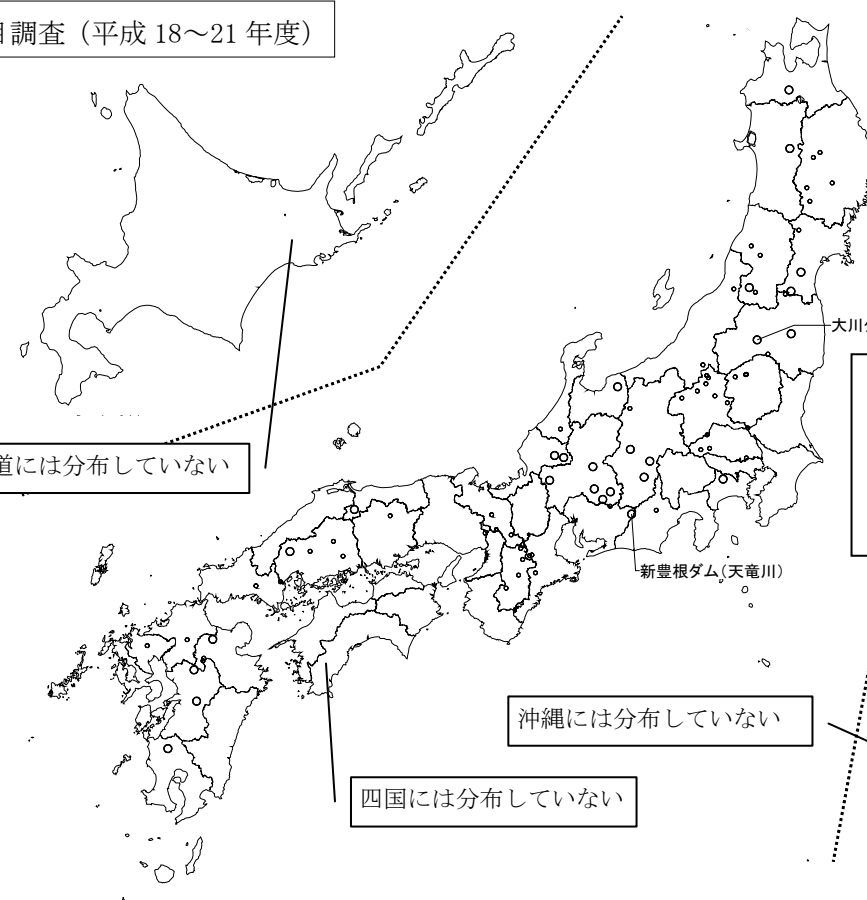 目調査（平成 18～21 年度）
大川
道には分布していない
新豊根ダム（天竜川）
沖縄には分布していない
四国には分布していない